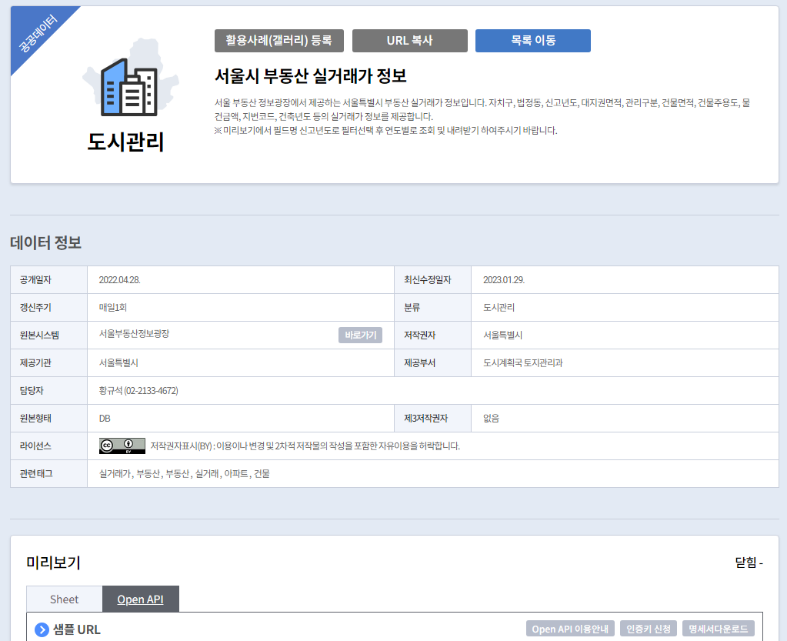 공공데이터
도시관리
활용사례(갤러리) 등록
URL 복사
목록 이동
서울시 부동산 실거래가 정보
서울 부동산 정보광장에서 제공하는 서울특별시 부동산 실거래가 정보입니다. 자치구, 법정동, 신고년도, 대지권면적, 관리구분, 건물면적, 건물주용도, 물
건금액, 지번코드, 건축년도 등의 실거래가 정보를 제공합니다.
※ 미리보기에서 필드명 신고년도로 필터선택 후 연도별로 조회 및 내려받기 하여주시기 바랍니다.
데이터 정보
공개일자 2022.04.28. 최신수정일자 2023.01.29.
갱신주기 매일1회 분류 도시관리
원본시스템 서울부동산정보광장 바로가기 저작권자 서울특별시
제공기관 서울특별시 제공부서 도시계획국 토지관리과
담당자 황규석 (02-2133-4672)
원본형태 DB 제3저작권자 없음
라이선스 cc BY 저작권자표시(BY) : 이용이나 변경 및 2차적 저작물의 작성을 포함한 자유이용을 허락합니다.
관련태그 실거래가, 부동산, 부동산, 실거래, 아파트, 건물
미리보기 닫힘 -
Sheet Open API
샘플 URL Open API 이용안내 인증키 신청 명세서다운로드